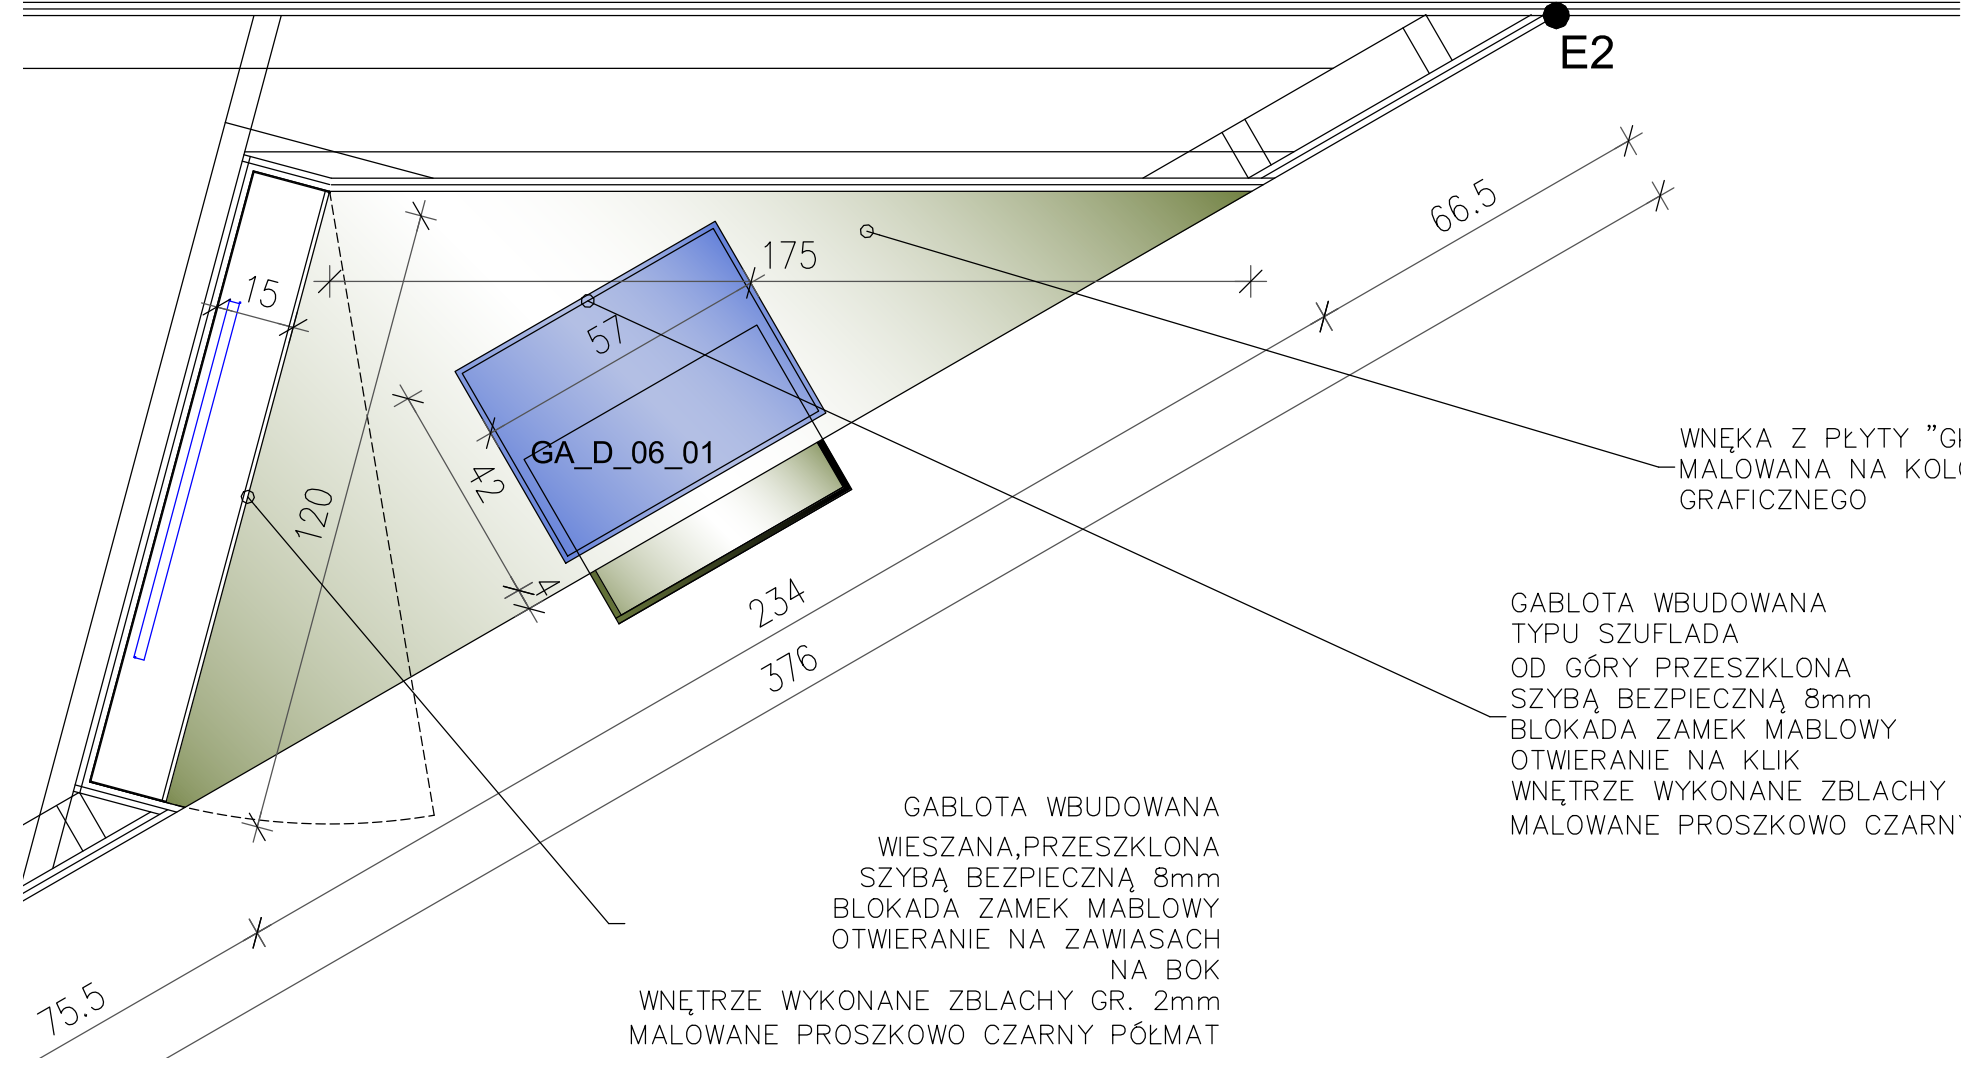 E2
66.5
175
15
57
GA_D_06_01
42
120
4
234
376
75.5
WNĘKA Z PŁYTY
MALOWANA NA
GRAFICZNEGO
GABLOTA WBUDOWANA
TYPU SZUFLADA
OD GÓRY PRZESZKLONA
SZYBĄ BEZPIECZNĄ 8mm
BLOKADA ZAMEK MABLOWY
OTWIERANIE NA KLIK
WNĘTRZE WYKONANE ZBLACHY
MALOWANE PROSZKOWO CZARNY
GABLOTA WBUDOWANA
WIESZANA,PRZESZKLONA
SZYBĄ BEZPIECZNĄ 8mm
BLOKADA ZAMEK MABLOWY
OTWIERANIE NA ZAWIASACH
NA BOK
WNĘTRZE WYKONANE ZBLACHY GR. 2mm
MALOWANE PROSZKOWO CZARNY PÓŁMAT